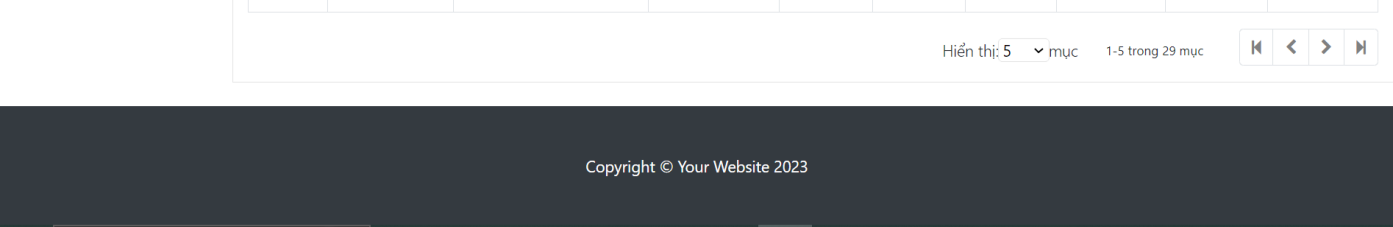 Hiển thị: 5 mục 1-5 trong 29 mục
Copyright © Your Website 2023